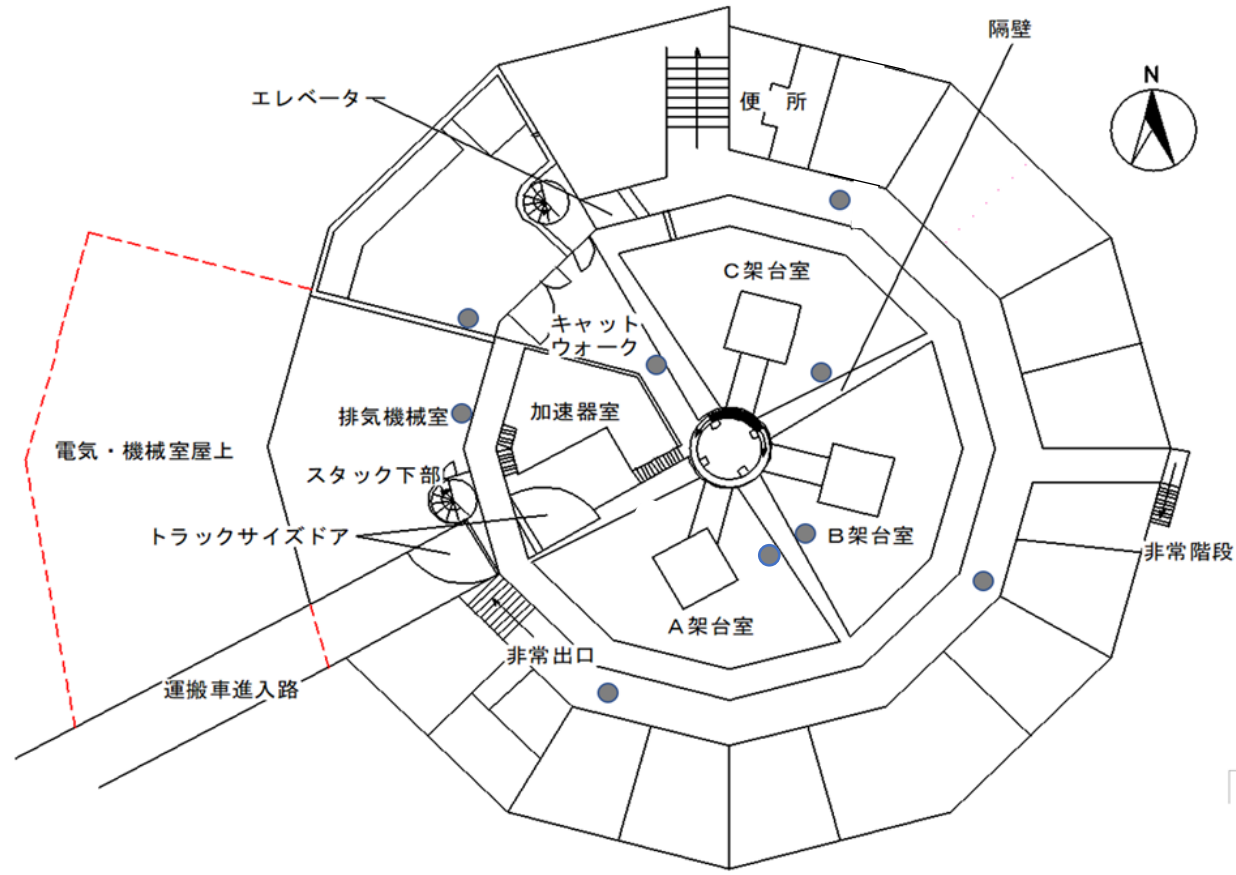 隔壁
N
エレベーター
便 所
C架台室
キャット
ウォーク
加速器室
排気機械室
電気・機械室屋上
スタック下部
トラックサイズドア
B架台室
非常階段
A架台室
非常出口
運搬車進入路